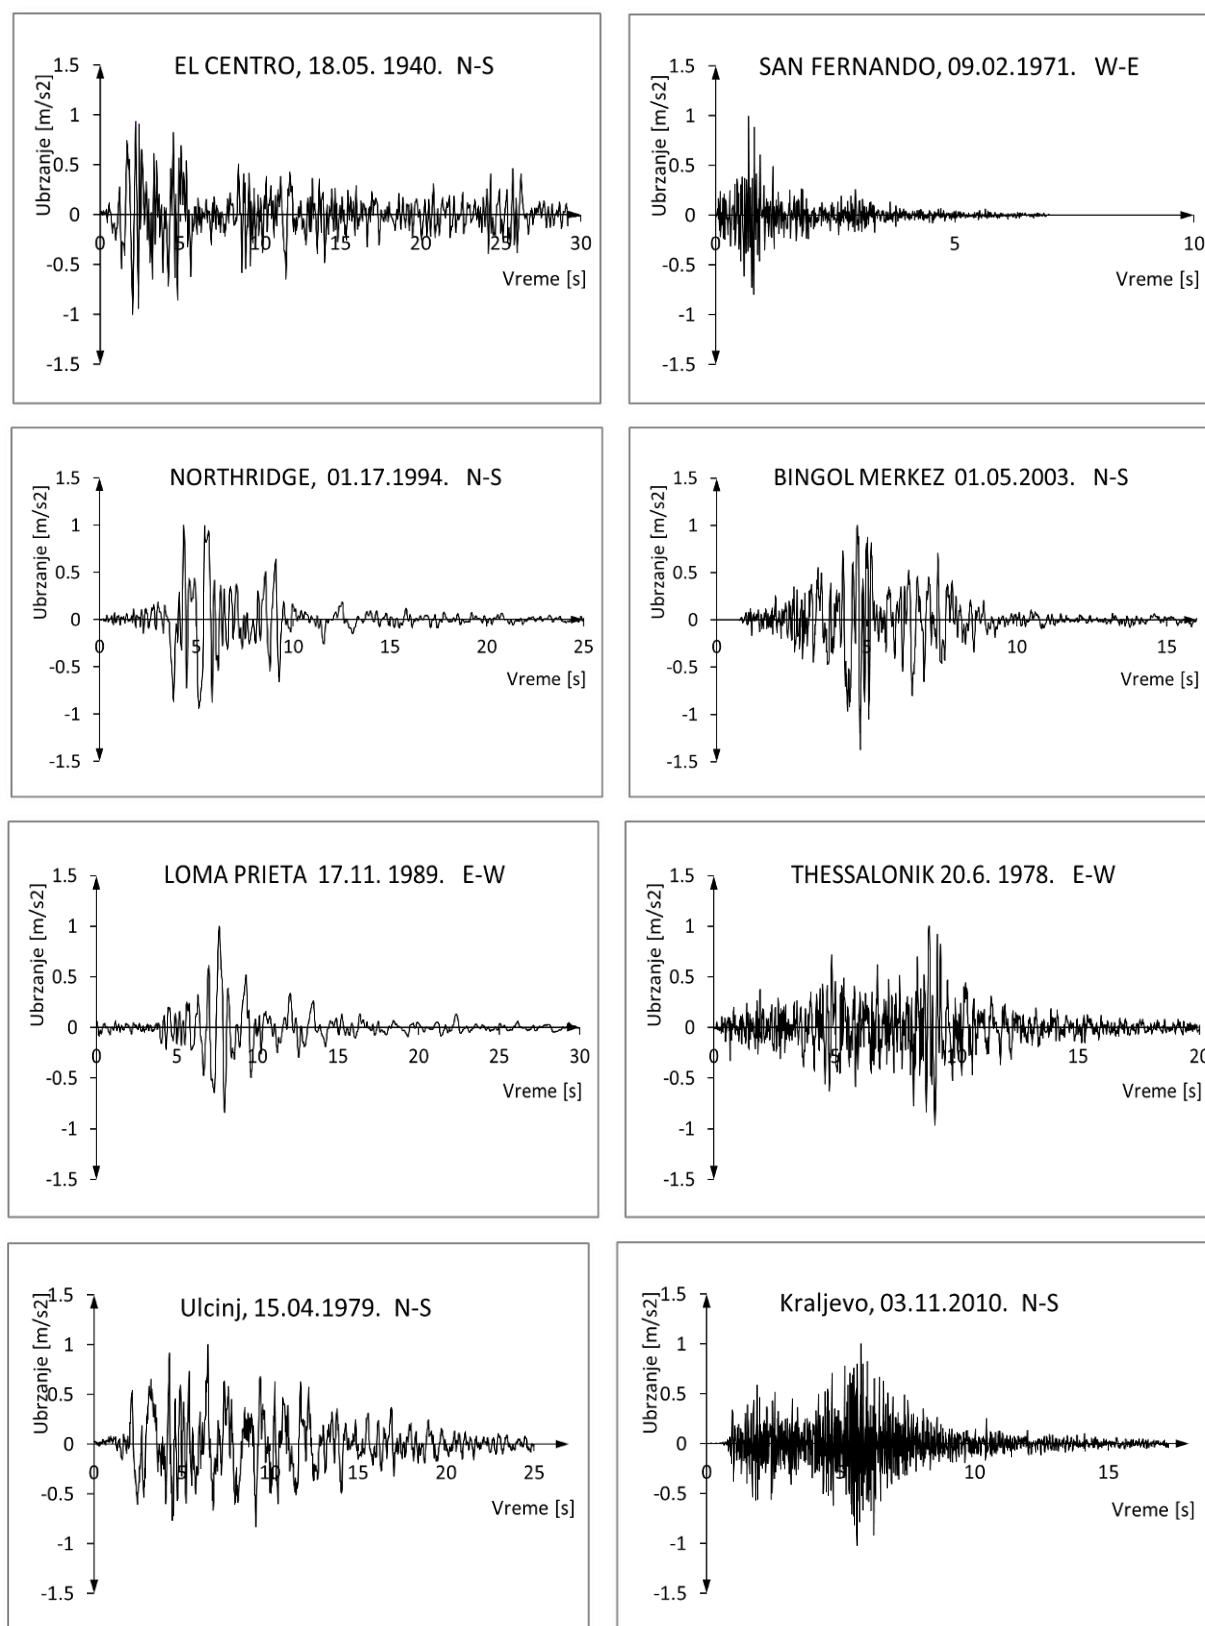 EL CENTRO, 18.05. 1940. N-S
Ubrzanje [m/s2]
1.5
1
0.5
0
-0.5
-1
-1.5
0 5 10 15 20 25 30
Vreme [s]
SAN FERNANDO, 09.02.1971. W-E
Ubrzanje [m/s2]
1.5
1
0.5
0
-0.5
-1
-1.5
0 5 10
Vreme [s]
NORTHRIDGE, 01.17.1994. N-S
Ubrzanje [m/s2]
1.5
1
0.5
0
-0.5
-1
-1.5
0 5 10 15 20 25
Vreme [s]
BINGOL MERKEZ 01.05.2003. N-S
Ubrzanje [m/s2]
1.5
1
0.5
0
-0.5
-1
-1.5
0 5 10 15
Vreme [s]
LOMA PRIETA 17.11. 1989. E-W
Ubrzanje [m/s2]
1.5
1
0.5
0
-0.5
-1
-1.5
0 5 10 15 20 25 30
Vreme [s]
THESSALONIK 20.6. 1978. E-W
Ubrzanje [m/s2]
1.5
1
0.5
0
-0.5
-1
-1.5
0 5 10 15 20
Vreme [s]
Ulcinj, 15.04.1979. N-S
Ubrzanje [m/s2]
1.5
1
0.5
0
-0.5
-1
-1.5
0 5 10 15 20 25
Vreme [s]
Kraljevo, 03.11.2010. N-S
Ubrzanje [m/s2]
1.5
1
0.5
0
-0.5
-1
-1.5
0 5 10 15
Vreme [s]